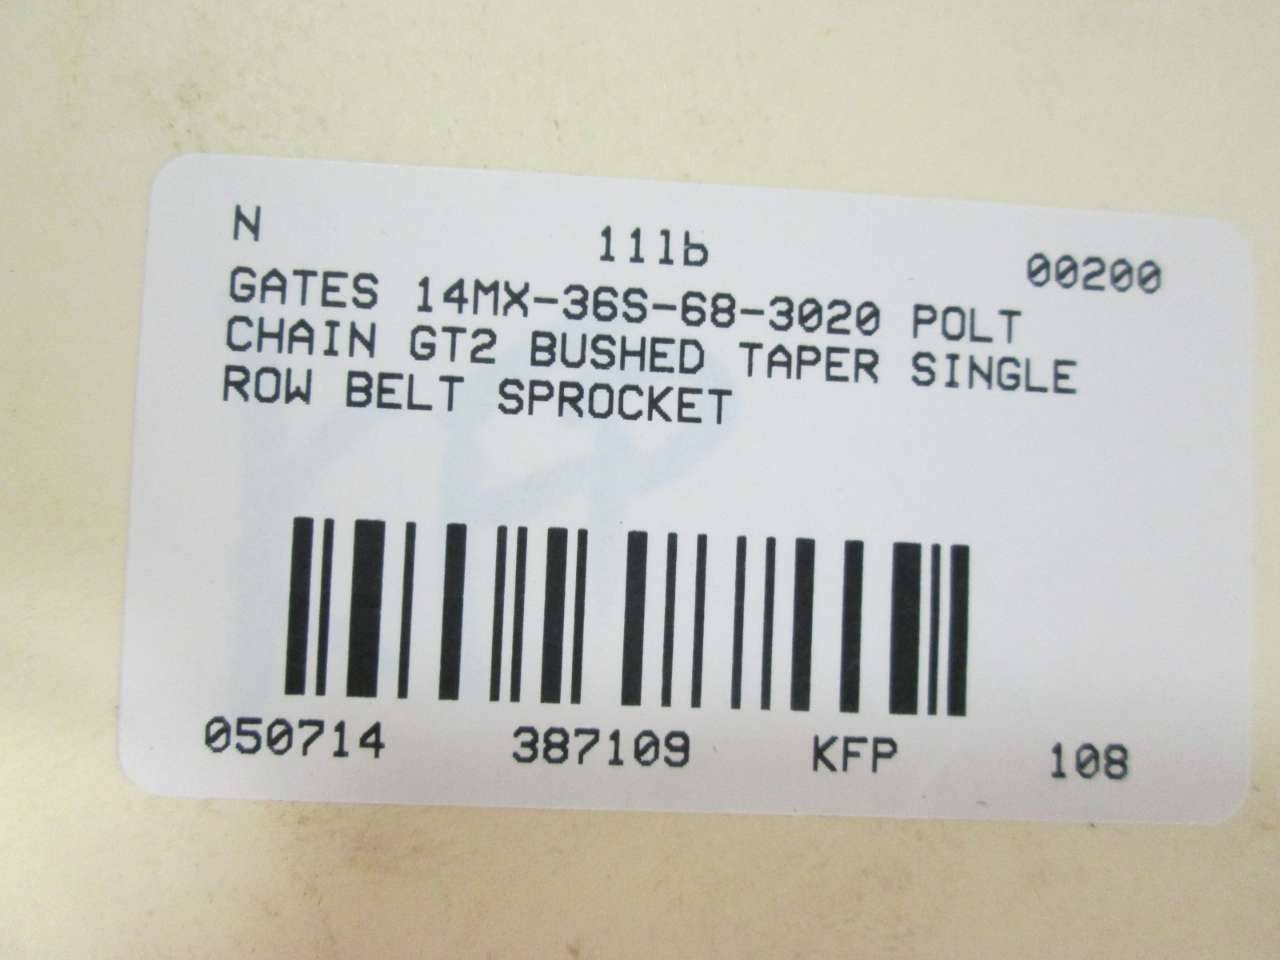 N 11lb 00200
GATES 14MX-36S-68-3020 POLT
CHAIN GT2 BUSHED TAPER SINGLE
ROW BELT SPROCKET
050714 387109 KFP 108